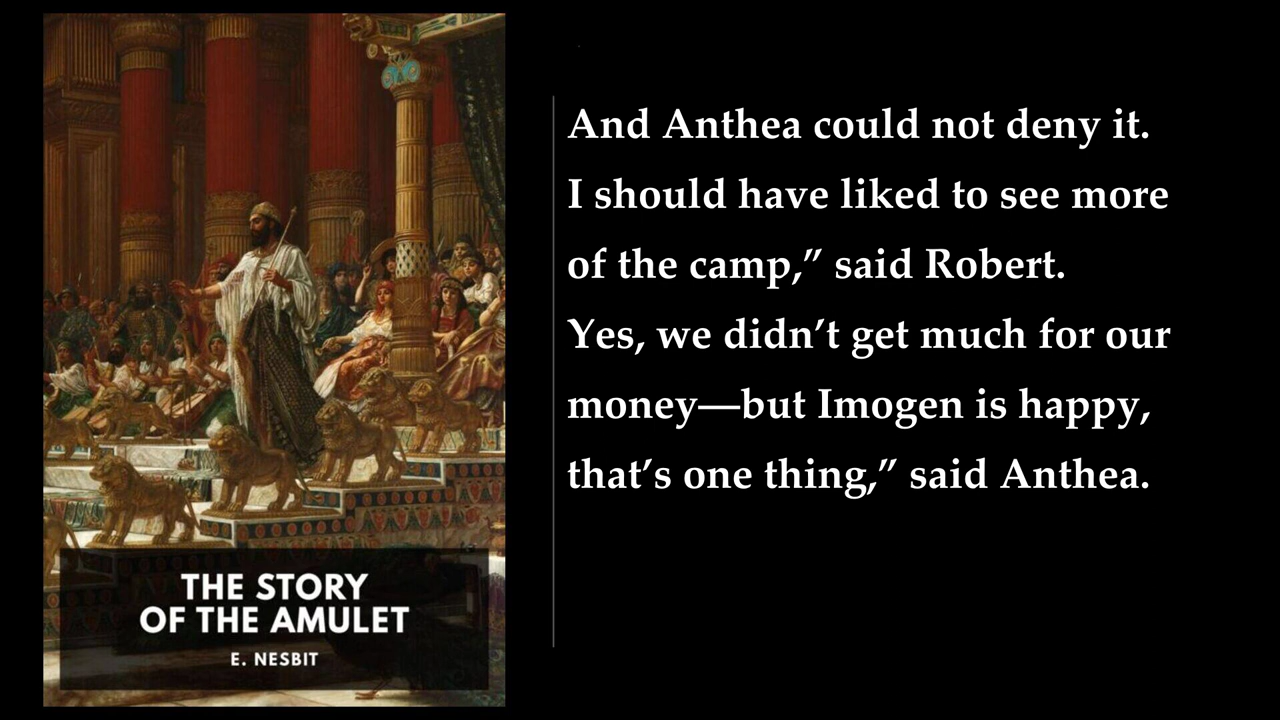 THE STORY
OF THE AMULET
E. NESBIT
And Anthea could not deny it.
I should have liked to see more
of the camp,” said Robert.
Yes, we didn’t get much for our
money—but Imogen is happy,
that’s one thing,” said Anthea.